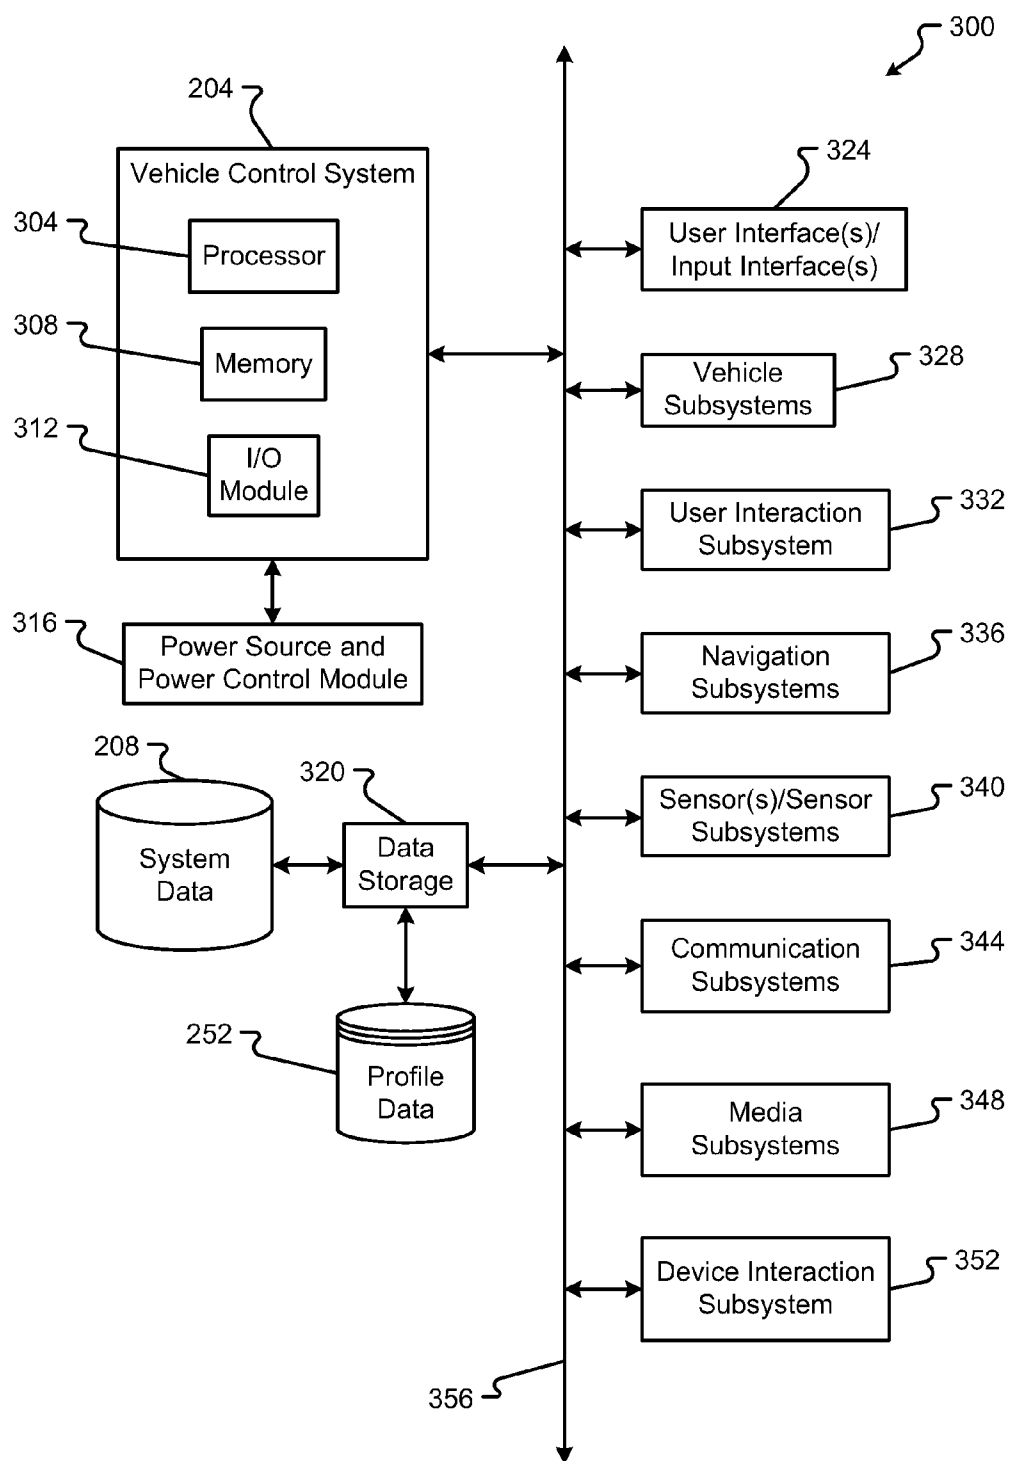 300
204
Vehicle Control System
304
Processor
308
Memory
312
I/O
Module
316
Power Source and
Power Control Module
208
System
Data
320
Data
Storage
252
Profile
Data
324
User Interface(s)/
Input Interface(s)
328
Vehicle
Subsystems
332
User Interaction
Subsystem
336
Navigation
Subsystems
340
Sensor(s)/Sensor
Subsystems
344
Communication
Subsystems
348
Media
Subsystems
352
Device Interaction
Subsystem
356